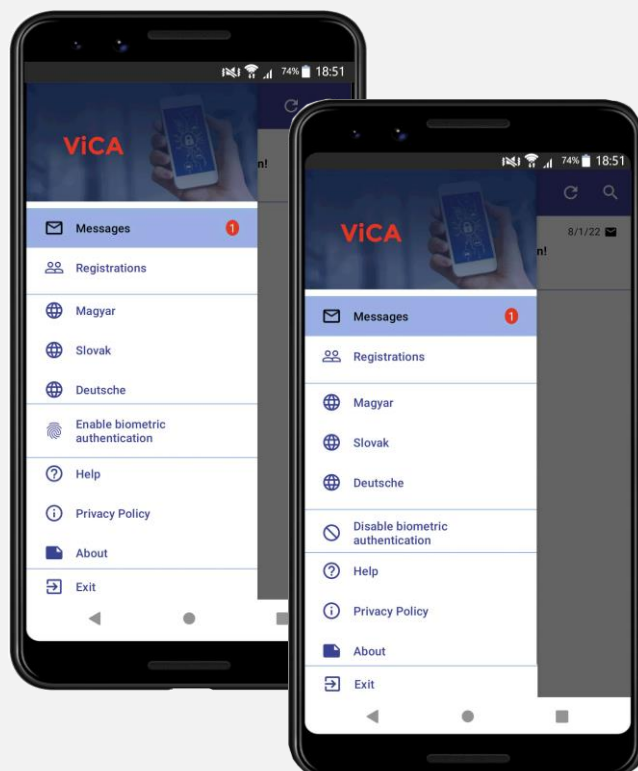 74% 18:51
ViCA
n!
Messages 1
Registrations
Magyar
Slovak
Deutsche
Enable biometric
authentication
Help
Privacy Policy
About
Exit
74% 18:51
ViCA
8/1/22
n!
Messages 1
Registrations
Magyar
Slovak
Deutsche
Disable biometric
authentication
Help
Privacy Policy
About
Exit